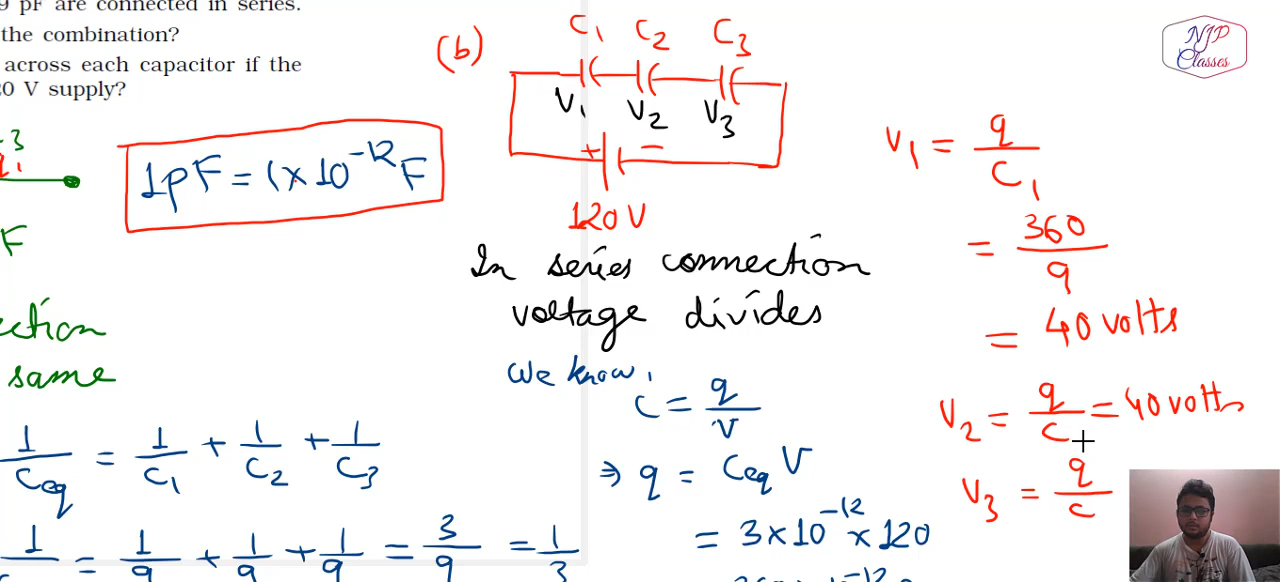 9 pF are connected in series.
the combination?
across each capacitor if the
0 V supply?
-3
q1
1pF = 1×10^-12 F
F
ection
same
1/Ceq = 1/C1 + 1/C2 + 1/C3
1/ = 1/9 + 1/9 + 1/9 = 3/9 = 1/3
(b)
C1 C2 C3
V1 V2 V3
+ −
120 V
In series connection
voltage divides
We know,
C = q/V
⇒ q = Ceq V
= 3×10^-12 ×120
V1 = q/C1
= 360/9
= 40 volts
V2 = q/C = 40 volts
V3 = q/C
NJP
Classes